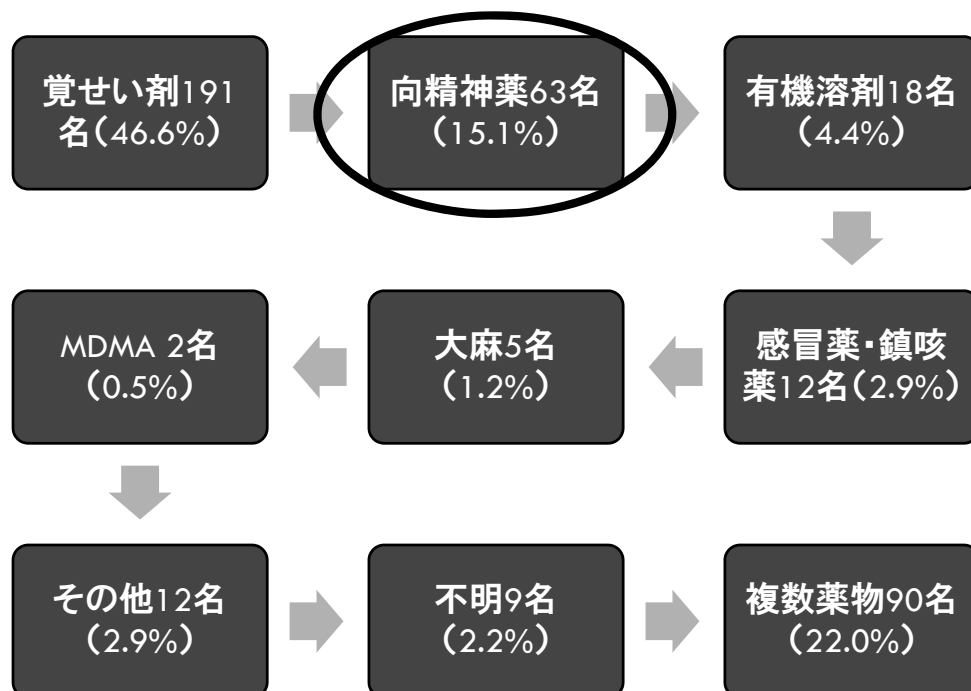 覚せい剤191
名（46.6%）
向精神薬63名
（15.1%）
有機溶剤18名
（4.4%）
感冒薬・鎮咳
薬12名（2.9%）
大麻5名
（1.2%）
MDMA 2名
（0.5%）
その他12名
（2.9%）
不明9名
（2.2%）
複数薬物90名
（22.0%）